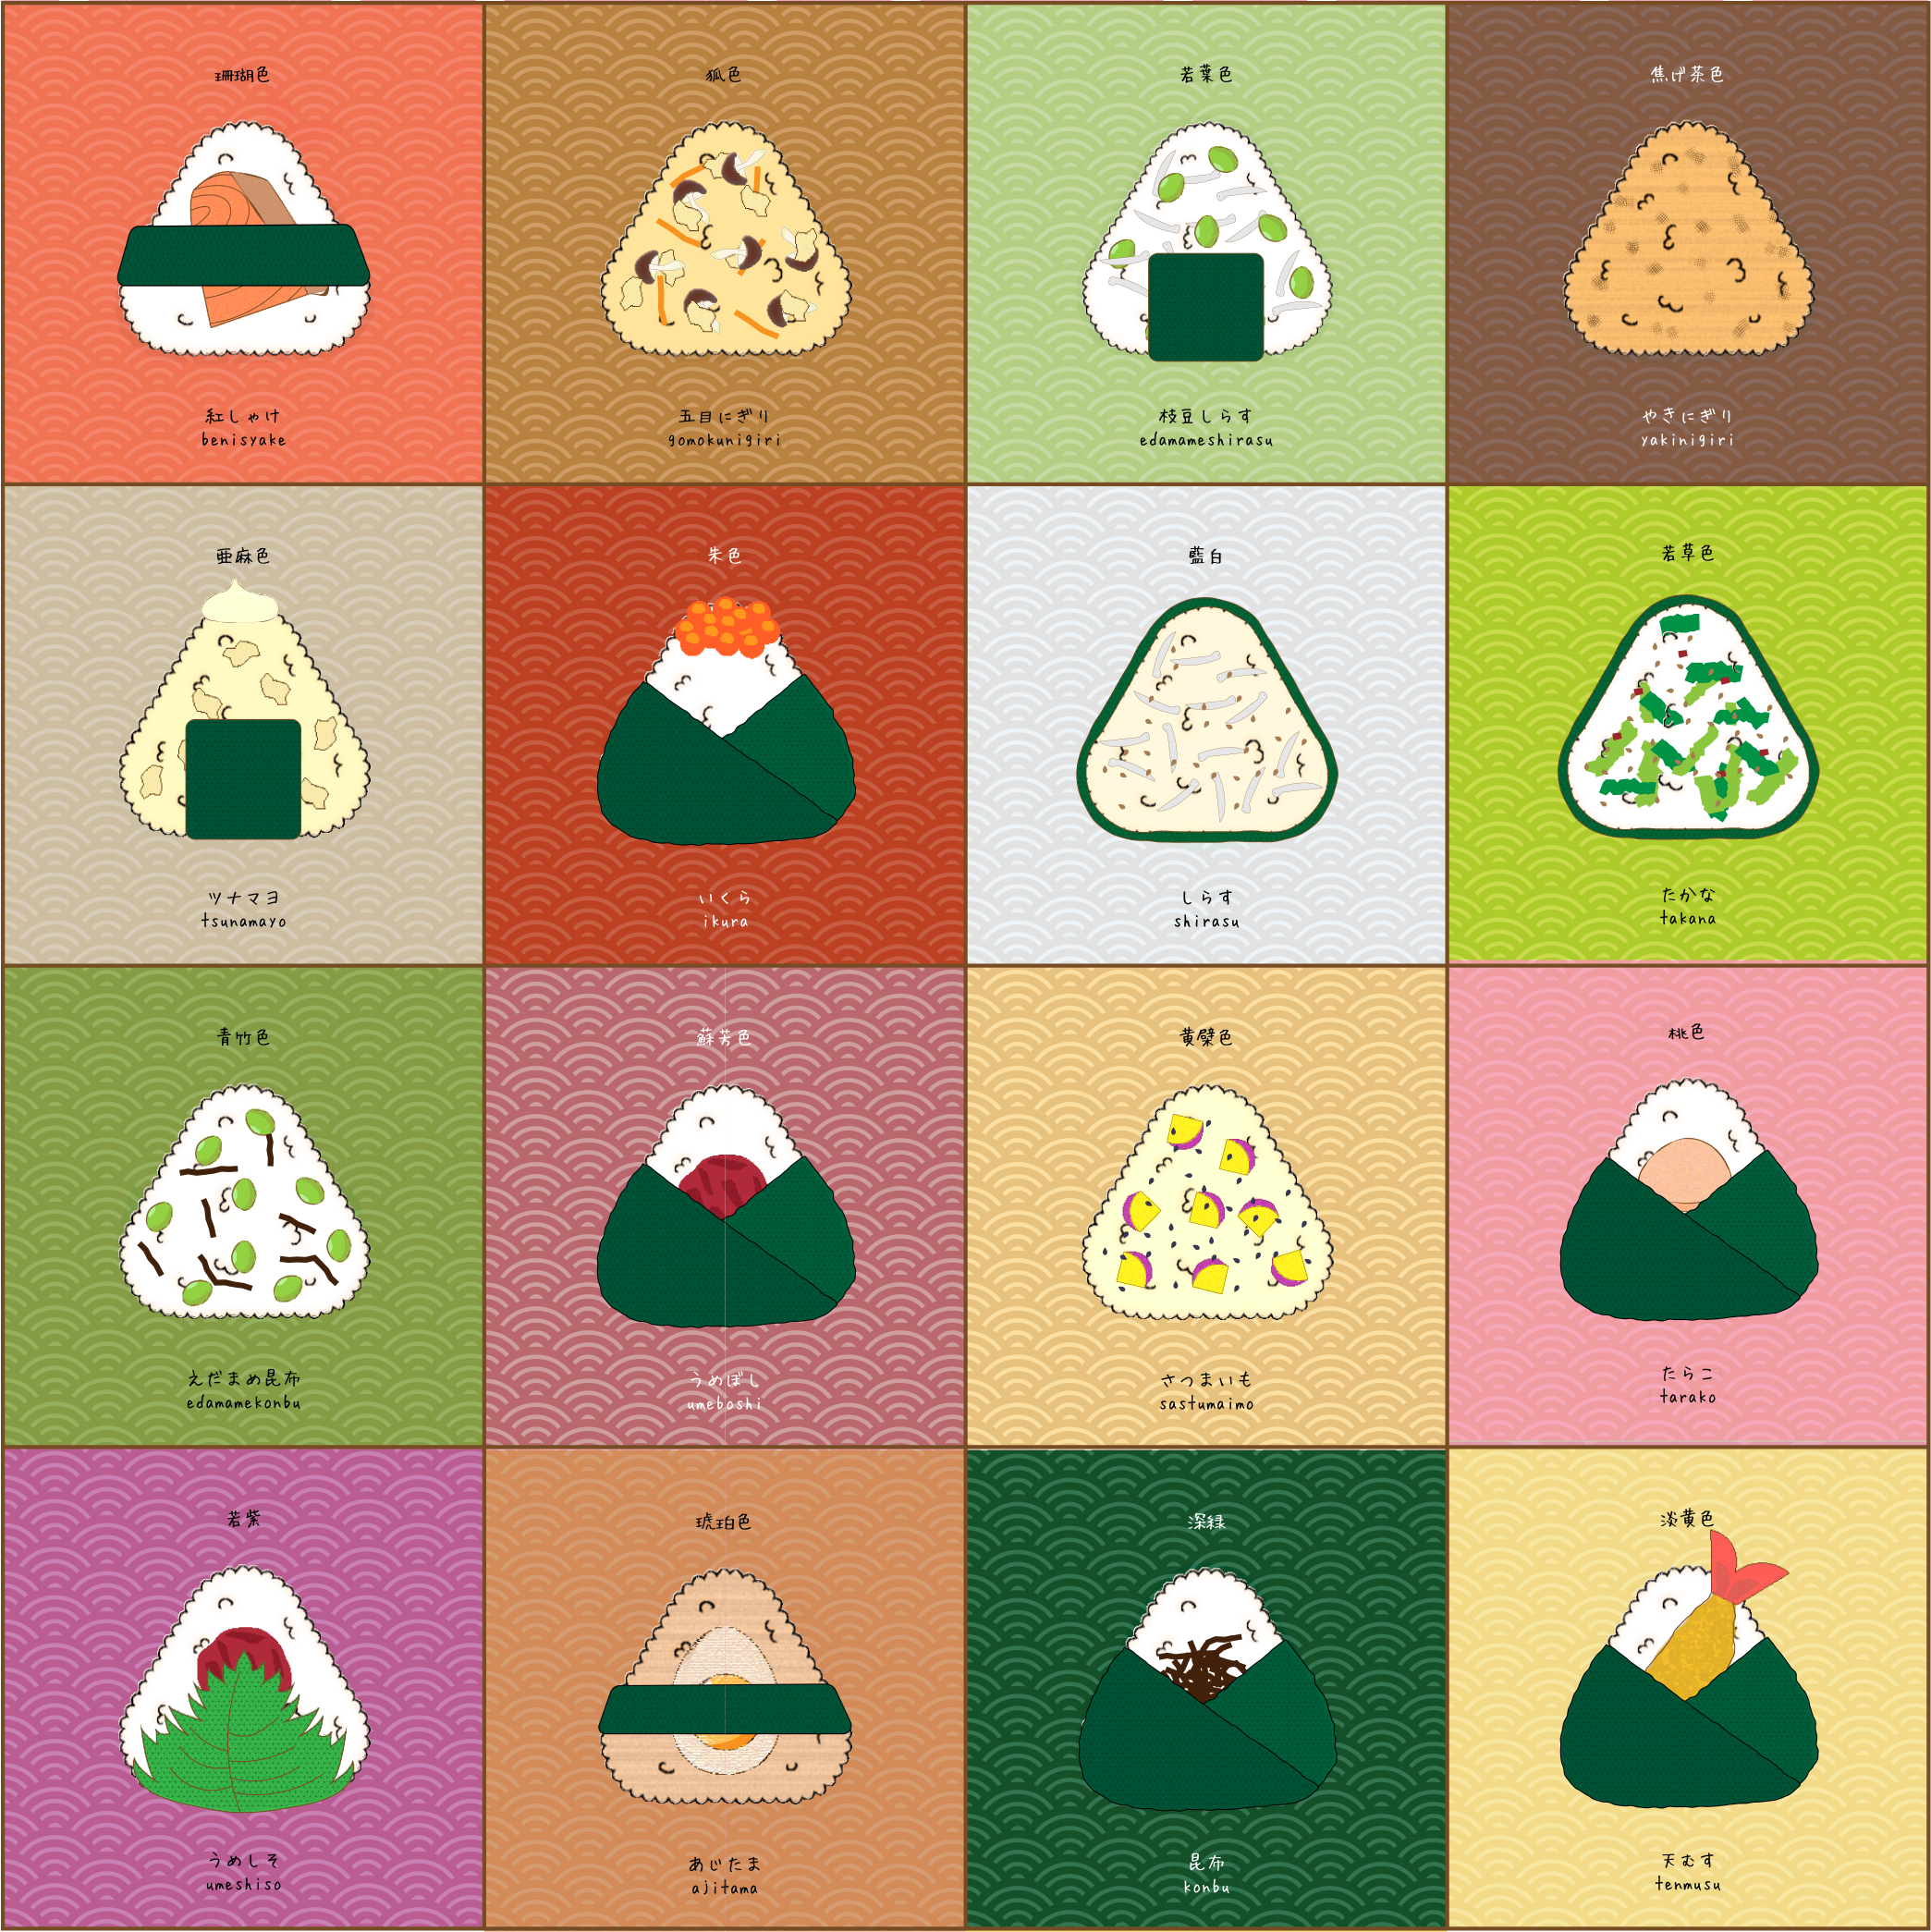 珊瑚色
紅しゃけ
benisyake
狐色
五目にぎり
gomokunigiri
若葉色
枝豆しらす
edamameshirasu
焦げ茶色
やきにぎり
yakinigiri
亜麻色
ツナマヨ
tsunamayo
朱色
いくら
ikura
藍白
しらす
shirasu
若草色
たかな
takana
青竹色
えだまめ昆布
edamamekonbu
蘇芳色
うめぼし
umeboshi
黄檗色
さつまいも
sastumaimo
桃色
たらこ
tarako
若紫
うめしそ
umeshiso
琥珀色
あじたま
ajitama
深緑
昆布
konbu
淡黄色
天むす
tenmusu